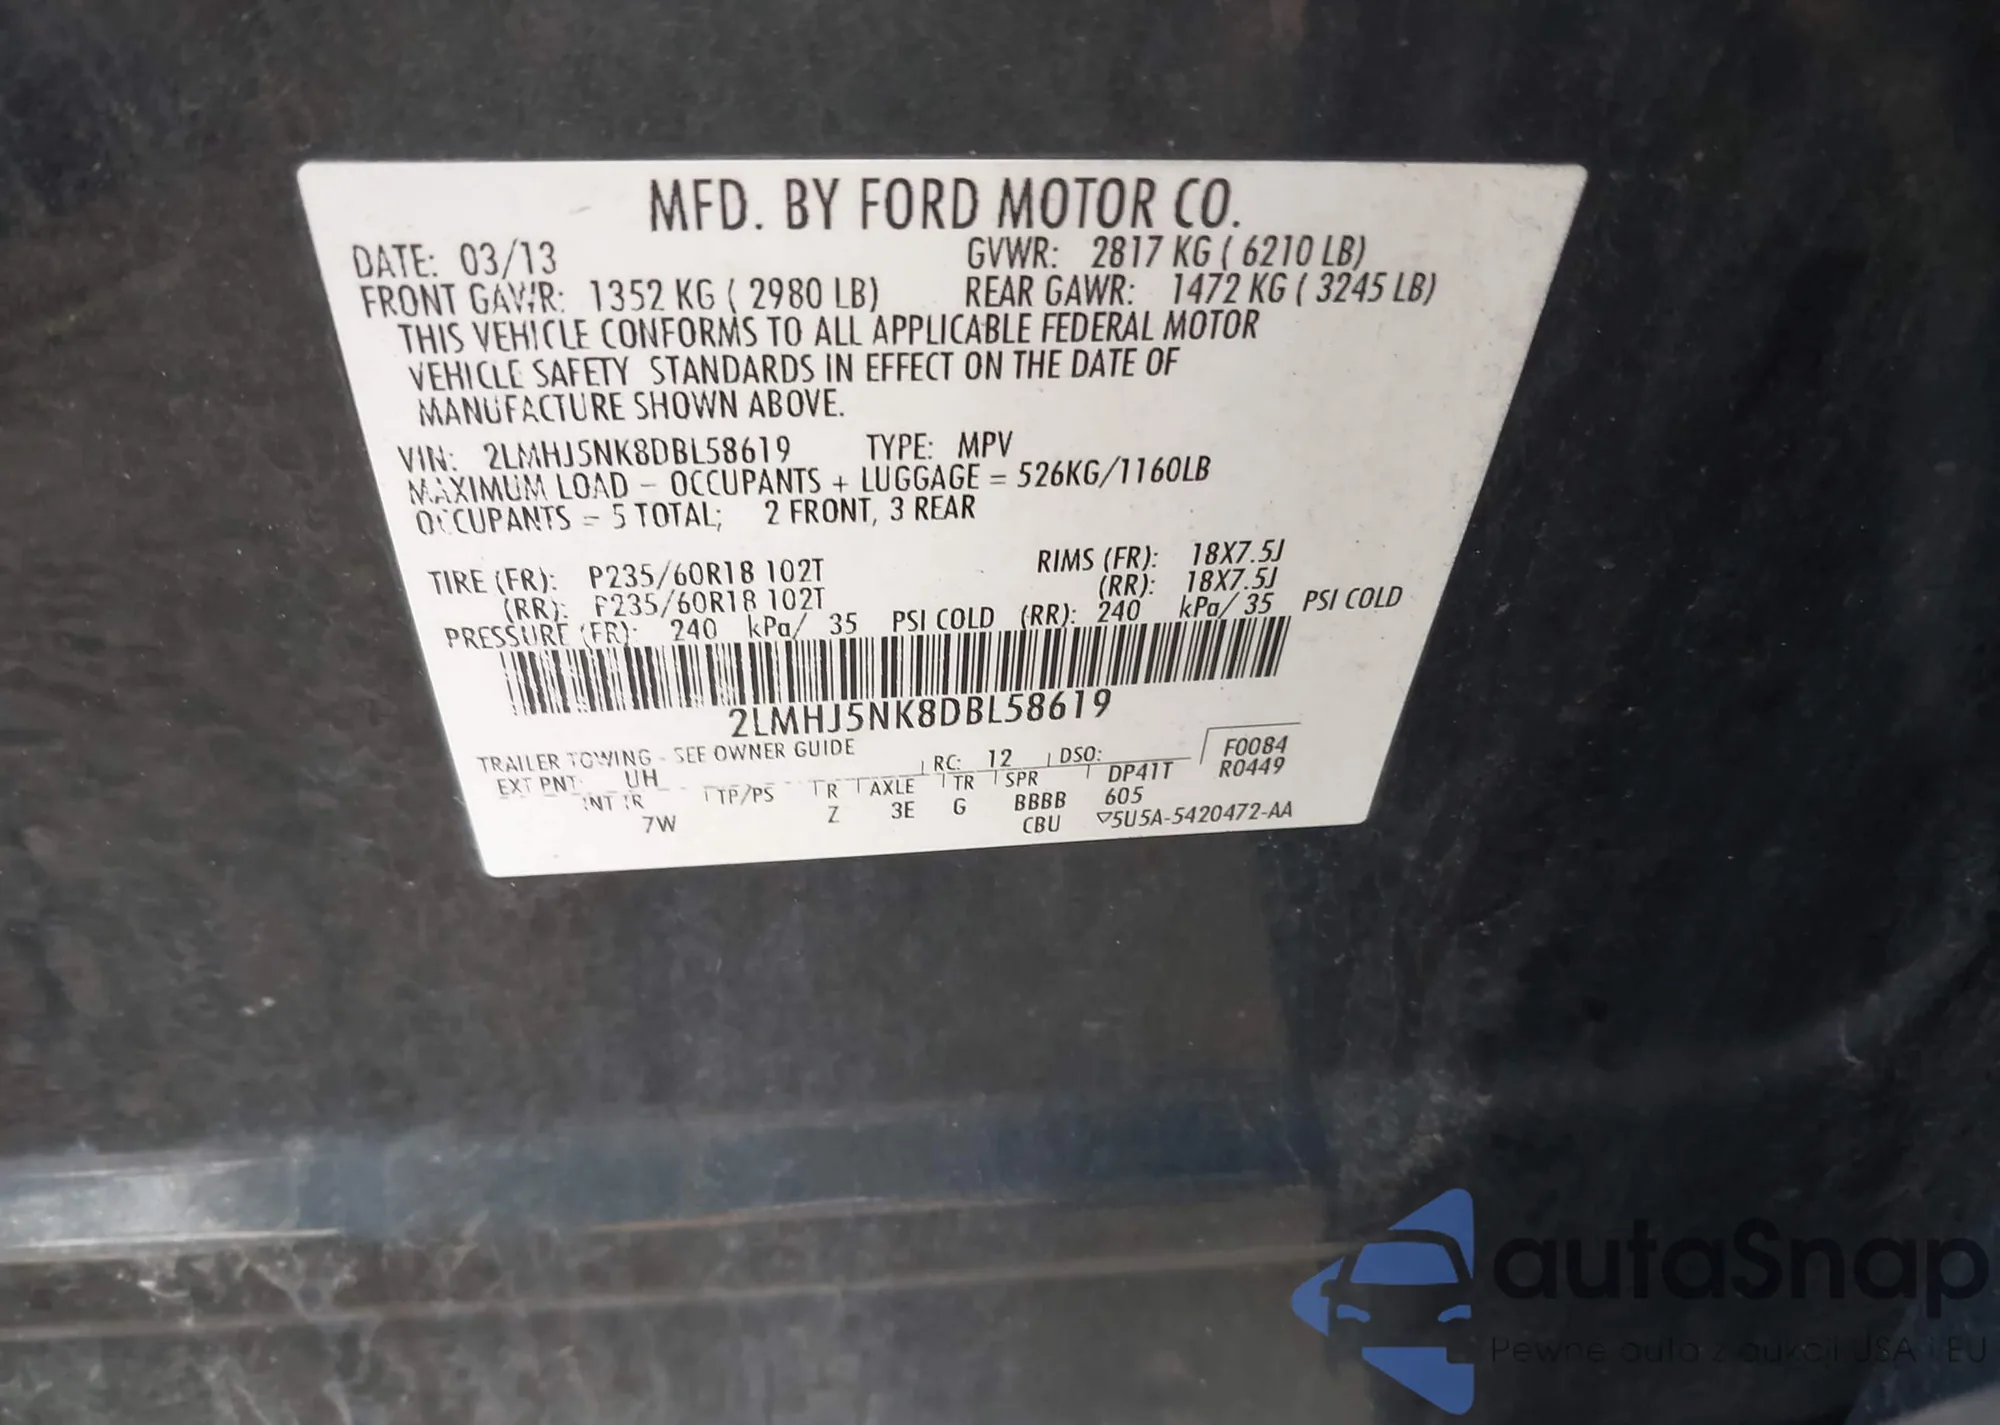 MFD. BY FORD MOTOR CO.
DATE: 03/13 GVWR: 2817 KG ( 6210 LB)
FRONT GAWR: 1352 KG ( 2980 LB) REAR GAWR: 1472 KG ( 3245 LB)
THIS VEHICLE CONFORMS TO ALL APPLICABLE FEDERAL MOTOR
VEHICLE SAFETY STANDARDS IN EFFECT ON THE DATE OF
MANUFACTURE SHOWN ABOVE.
VIN: 2LMHJ5NK8DBL58619 TYPE: MPV
MAXIMUM LOAD – OCCUPANTS + LUGGAGE = 526KG/1160LB
OCCUPANTS = 5 TOTAL; 2 FRONT, 3 REAR
TIRE (FR): P235/60R18 102T RIMS (FR): 18X7.5J
(RR): P235/60R18 102T (RR): 18X7.5J
PRESSURE (FR): 240 kPa/ 35 PSI COLD (RR): 240 kPa/ 35 PSI COLD
2LMHJ5NK8DBL58619
TRAILER TOWING - SEE OWNER GUIDE
EXT PNT: UH RC: 12 DSO: F0084
INT TR TP/PS R AXLE TR SPR DP41T R0449
7W Z 3E G BBBB 605
CBU ▽5U5A-5420472-AA
autaSnap
Pewne auta z aukcji USA i EU